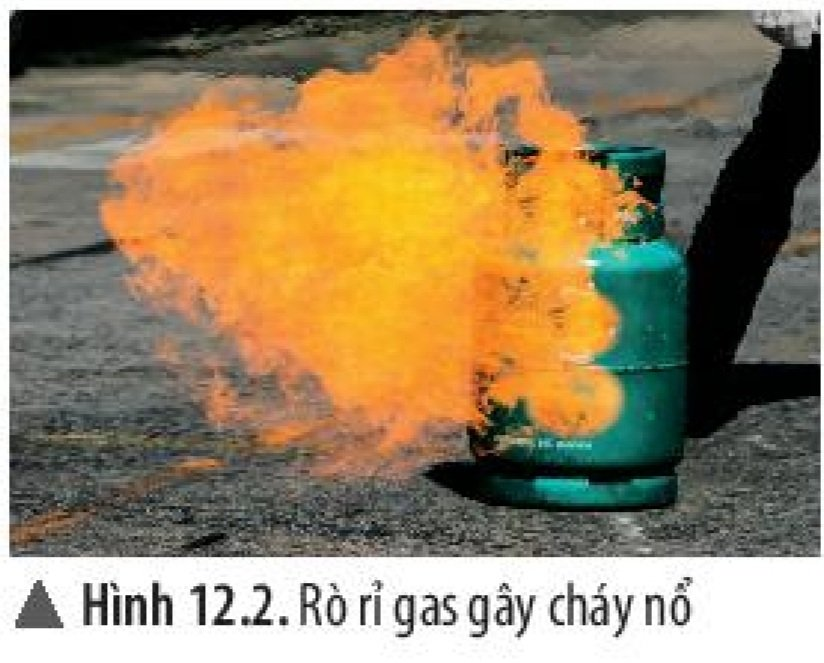 ▲ Hình 12.2. Rò rỉ gas gây cháy nổ